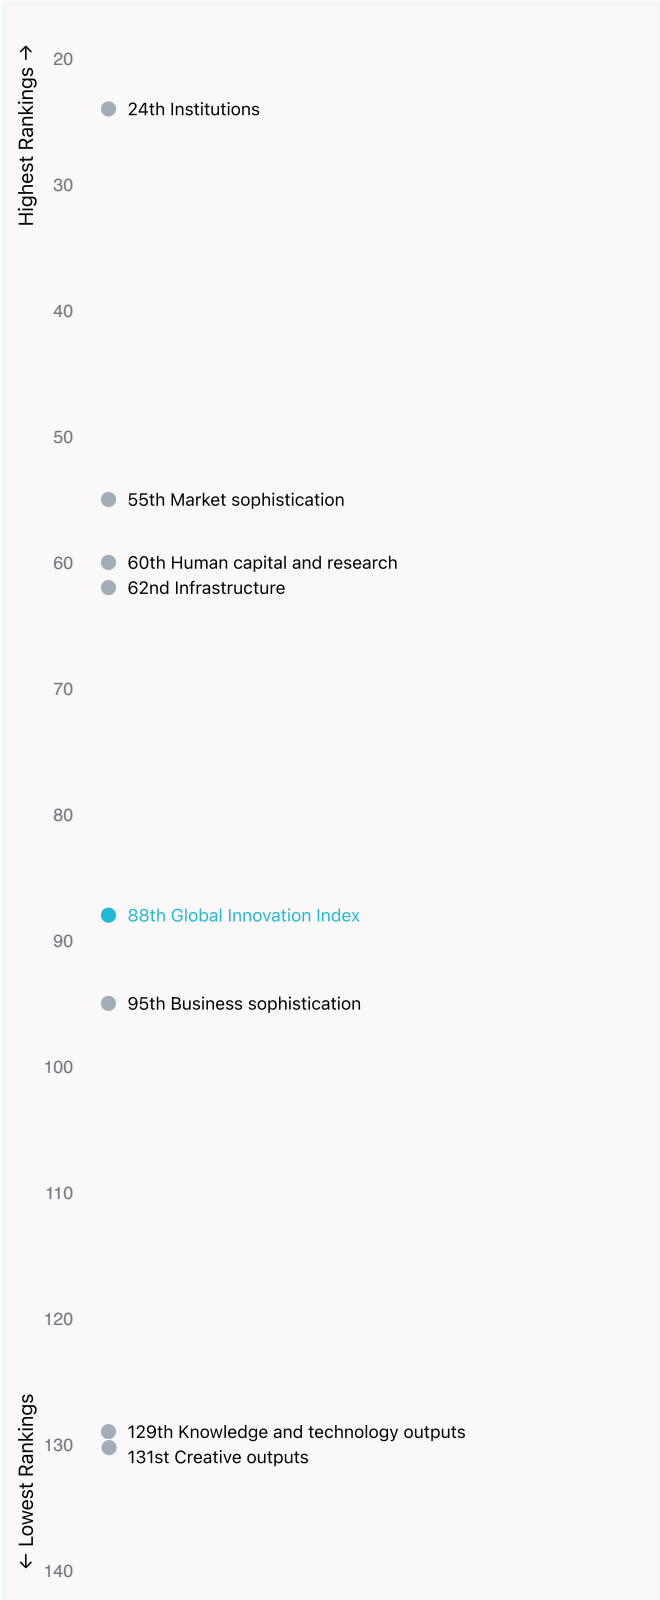 Highest Rankings →
20
24th Institutions
30
40
50
55th Market sophistication
60
60th Human capital and research
62nd Infrastructure
70
80
88th Global Innovation Index
90
95th Business sophistication
100
110
120
← Lowest Rankings
129th Knowledge and technology outputs
130
131st Creative outputs
140